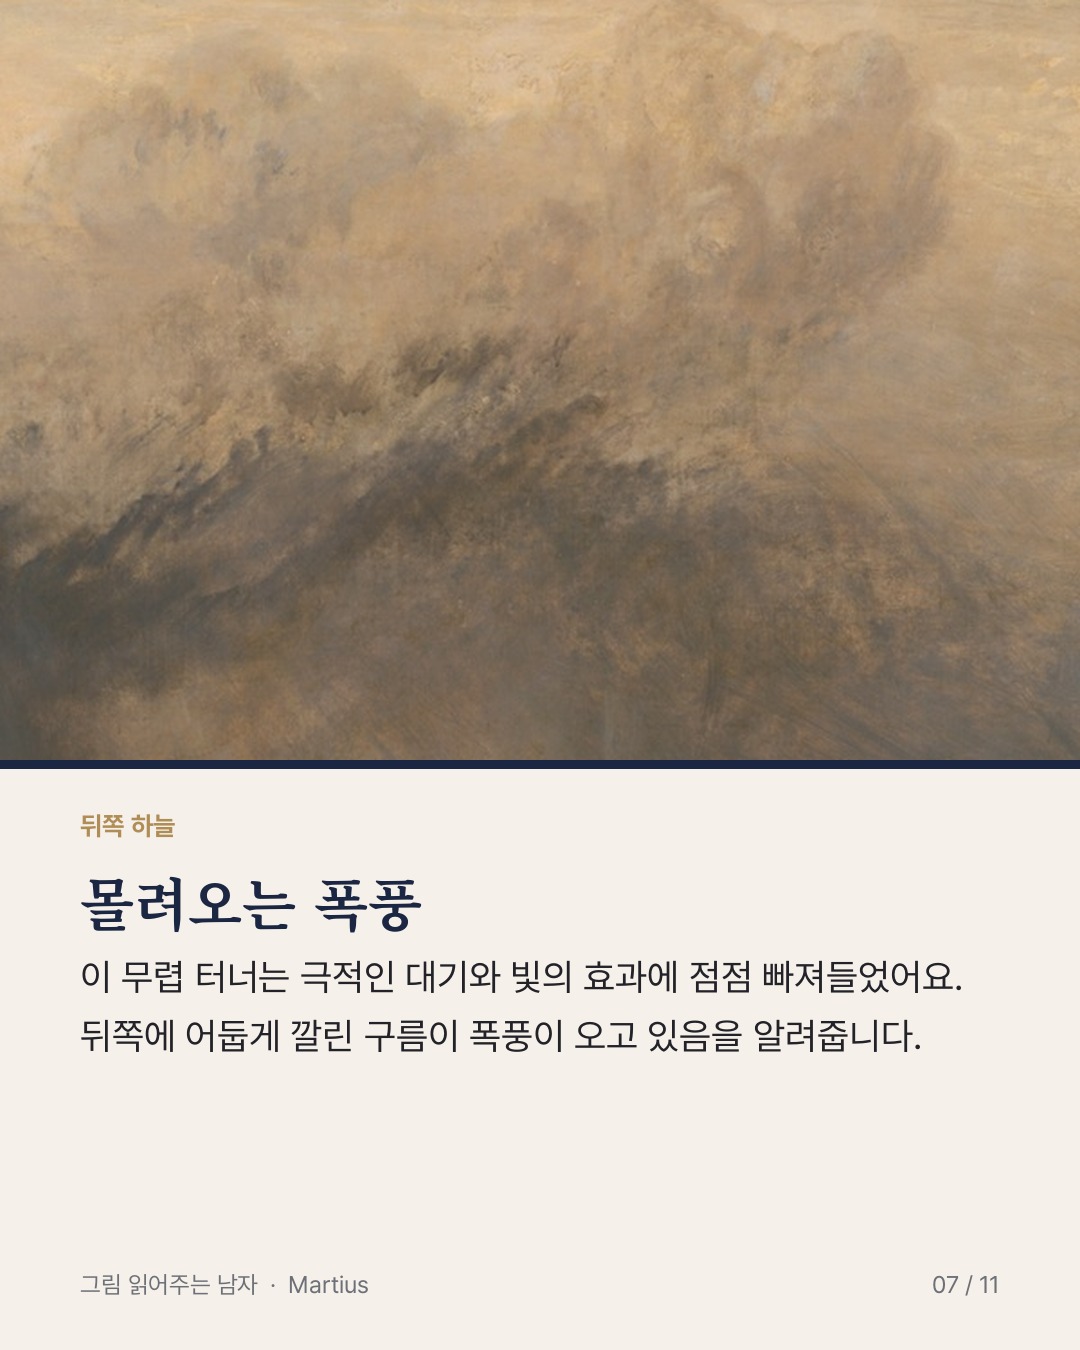 뒤쪽 하늘
몰려오는 폭풍
이 무렵 터너는 극적인 대기와 빛의 효과에 점점 빠져들었어요.
뒤쪽에 어둡게 깔린 구름이 폭풍이 오고 있음을 알려줍니다.
그림 읽어주는 남자 · Martius
07 / 11